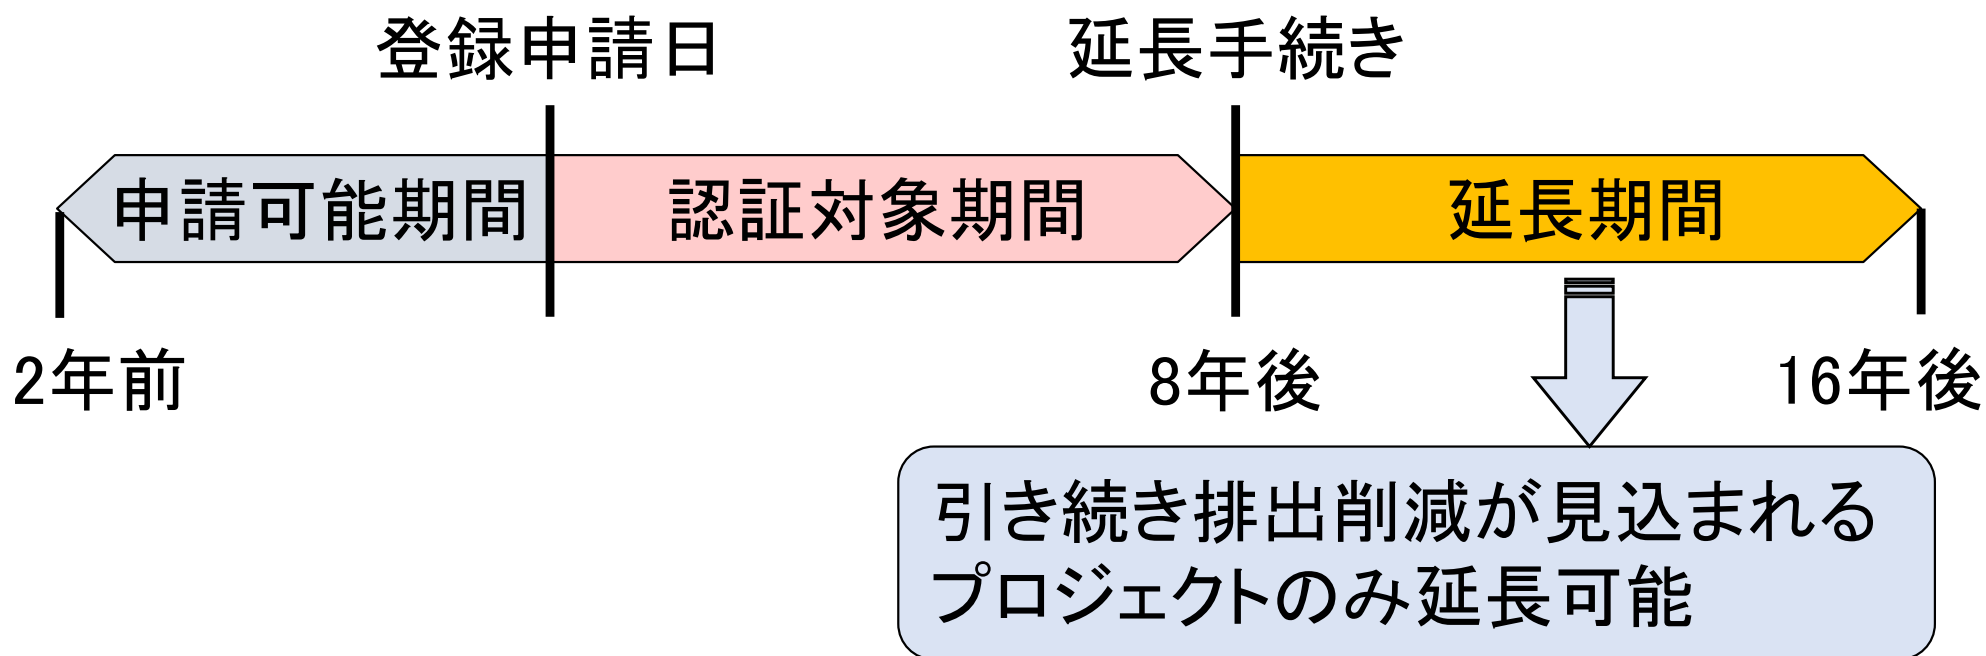 登録申請日
延長手続き
申請可能期間
認証対象期間
延長期間
2年前
8年後
16年後
引き続き排出削減が見込まれる
プロジェクトのみ延長可能